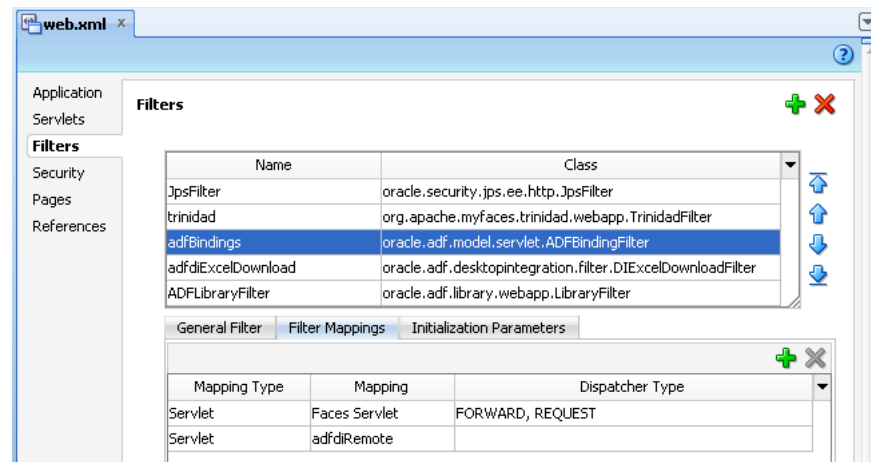 web.xml x
?
Application
Servlets
Filters
Security
Pages
References
Filters
Name Class
JpsFilter oracle.security.jps.ee.http.JpsFilter
trinidad org.apache.myfaces.trinidad.webapp.TrinidadFilter
adfBindings oracle.adf.model.servlet.ADFBindingFilter
adfdiExcelDownload oracle.adf.desktopintegration.filter.DIExcelDownloadFilter
ADFLibraryFilter oracle.adf.library.webapp.LibraryFilter
General Filter Filter Mappings Initialization Parameters
Mapping Type Mapping Dispatcher Type
Servlet Faces Servlet FORWARD, REQUEST
Servlet adfdiRemote